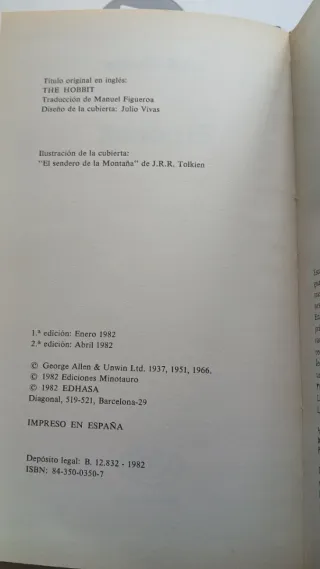 Título original en inglés:
THE HOBBIT
Traducción de Manuel Figueroa
Diseño de la cubierta: Julio Vivas
Ilustración de la cubierta:
"El sendero de la Montaña" de J.R.R. Tolkien
1.ª edición: Enero 1982
2.ª edición: Abril 1982
© George Allen & Unwin Ltd. 1937, 1951, 1966.
© 1982 Ediciones Minotauro
© 1982 EDHASA
Diagonal, 519-521, Barcelona-29
IMPRESO EN ESPAÑA
Depósito legal: B. 12.832 - 1982
ISBN: 84-350-0350-7